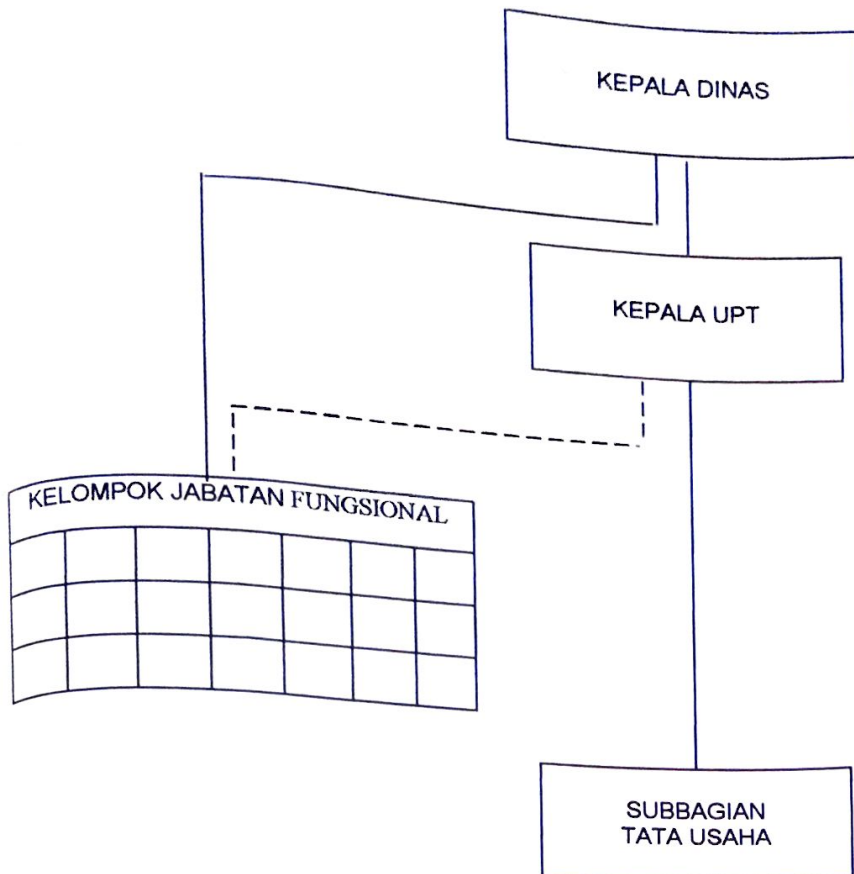 KEPALA DINAS
KEPALA UPT
KELOMPOK JABATAN FUNGSIONAL
SUBBAGIAN
TATA USAHA